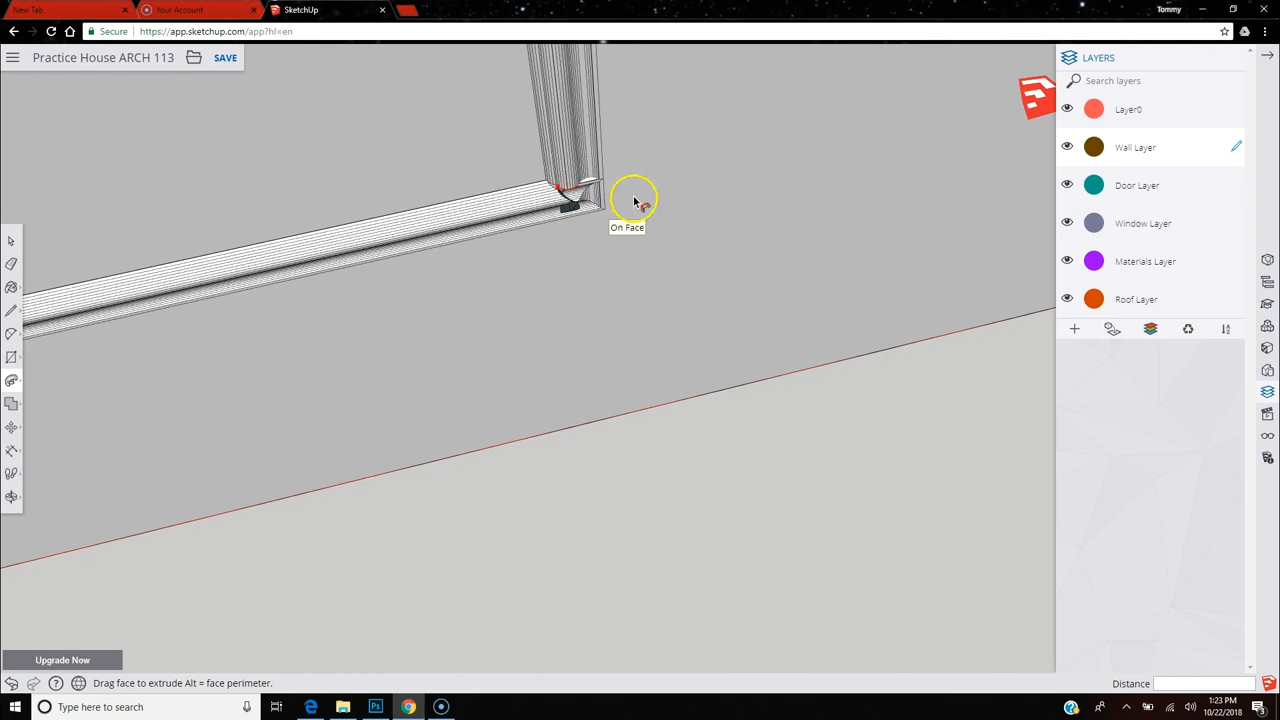 New Tab
Your Account
SketchUp
Tommy
Secure
https://app.sketchup.com/app?hl=en
Practice House ARCH 113
SAVE
LAYERS
Search layers
Layer0
Wall Layer
Door Layer
Window Layer
Materials Layer
Roof Layer
On Face
Upgrade Now
Drag face to extrude Alt = face perimeter.
Distance
Type here to search
Ps
1:23 PM
10/22/2018
3